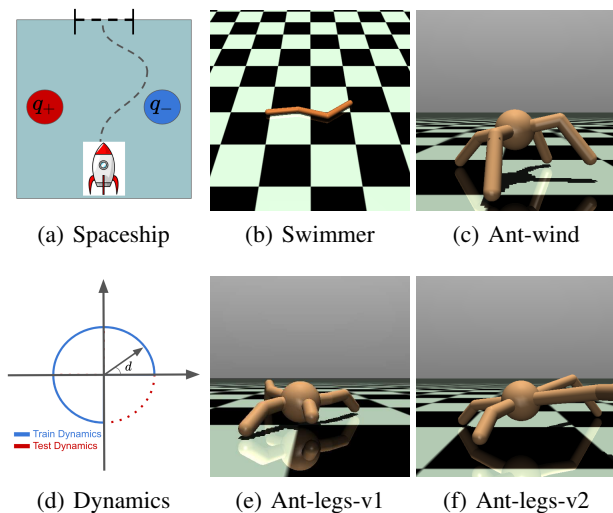 q+ q−
(a) Spaceship (b) Swimmer (c) Ant-wind
d
Train Dynamics
Test Dynamics
(d) Dynamics (e) Ant-legs-v1 (f) Ant-legs-v2